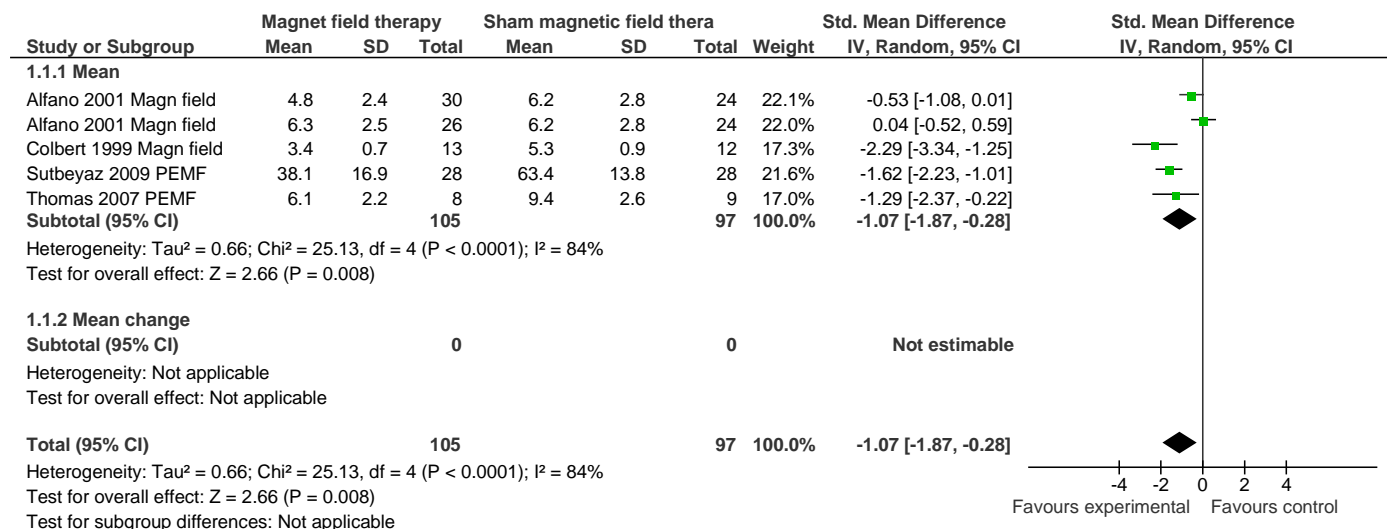 Magnet field therapy Sham magnetic field thera Std. Mean Difference Std. Mean Difference
Study or Subgroup Mean SD Total Mean SD Total Weight IV, Random, 95% CI IV, Random, 95% CI
1.1.1 Mean
Alfano 2001 Magn field 4.8 2.4 30 6.2 2.8 24 22.1% -0.53 [-1.08, 0.01]
Alfano 2001 Magn field 6.3 2.5 26 6.2 2.8 24 22.0% 0.04 [-0.52, 0.59]
Colbert 1999 Magn field 3.4 0.7 13 5.3 0.9 12 17.3% -2.29 [-3.34, -1.25]
Sutbeyaz 2009 PEMF 38.1 16.9 28 63.4 13.8 28 21.6% -1.62 [-2.23, -1.01]
Thomas 2007 PEMF 6.1 2.2 8 9.4 2.6 9 17.0% -1.29 [-2.37, -0.22]
Subtotal (95% CI) 105 97 100.0% -1.07 [-1.87, -0.28]
Heterogeneity: Tau² = 0.66; Chi² = 25.13, df = 4 (P < 0.0001); I² = 84%
Test for overall effect: Z = 2.66 (P = 0.008)
1.1.2 Mean change
Subtotal (95% CI) 0 0 Not estimable
Heterogeneity: Not applicable
Test for overall effect: Not applicable
Total (95% CI) 105 97 100.0% -1.07 [-1.87, -0.28]
Heterogeneity: Tau² = 0.66; Chi² = 25.13, df = 4 (P < 0.0001); I² = 84%
Test for overall effect: Z = 2.66 (P = 0.008)
Test for subgroup differences: Not applicable
-4 -2 0 2 4
Favours experimental Favours control